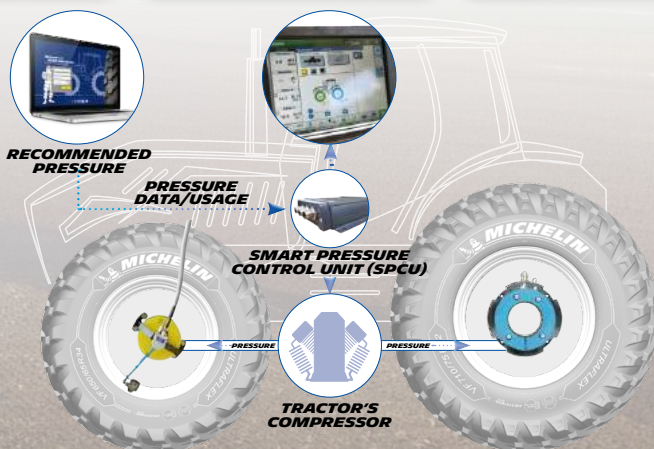 RECOMMENDED
PRESSURE
PRESSURE
DATA/USAGE
SMART PRESSURE
CONTROL UNIT (SPCU)
MICHELIN
MICHELIN
PRESSURE
PRESSURE
ULTRAFLEX
ULTRAFLEX
TRACTOR'S
COMPRESSOR